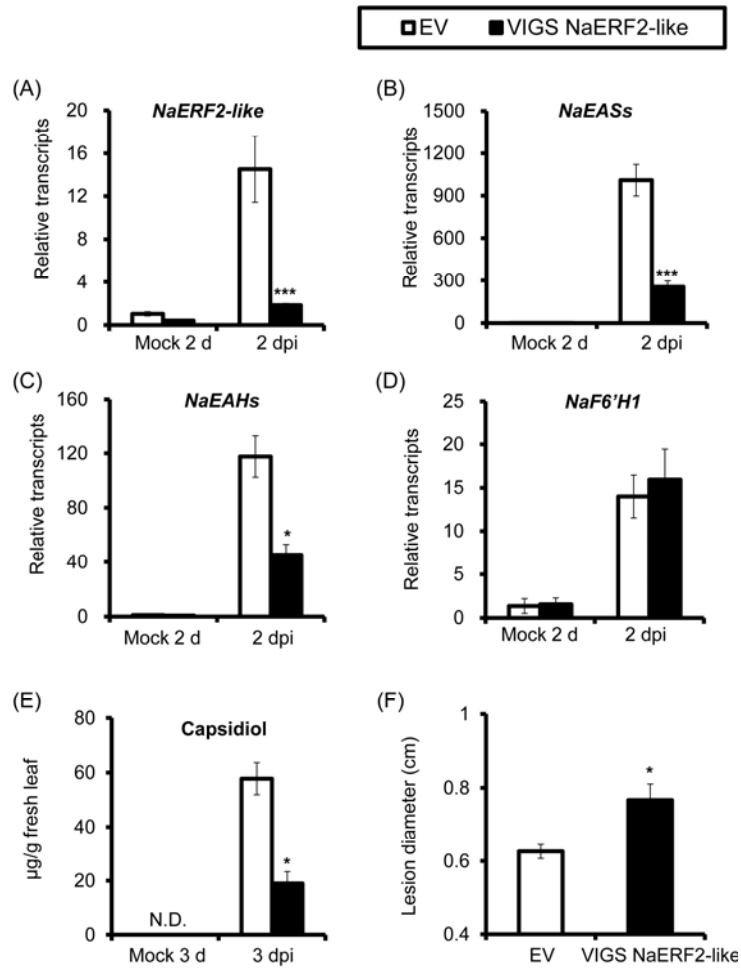 EV VIGS NaERF2-like
(A) NaERF2-like
Relative transcripts
20
16
12
8
4
0
Mock 2 d 2 dpi
***
(B) NaEASs
Relative transcripts
1500
1200
900
600
300
0
Mock 2 d 2 dpi
***
(C) NaEAHs
Relative transcripts
160
120
80
40
0
Mock 2 d 2 dpi
*
(D) NaF6'H1
Relative transcripts
25
20
15
10
5
0
Mock 2 d 2 dpi
(E) Capsidiol
µg/g fresh leaf
80
60
40
20
0
N.D.
Mock 3 d 3 dpi
*
(F)
Lesion diameter (cm)
1
0.8
0.6
0.4
*
EV VIGS NaERF2-like